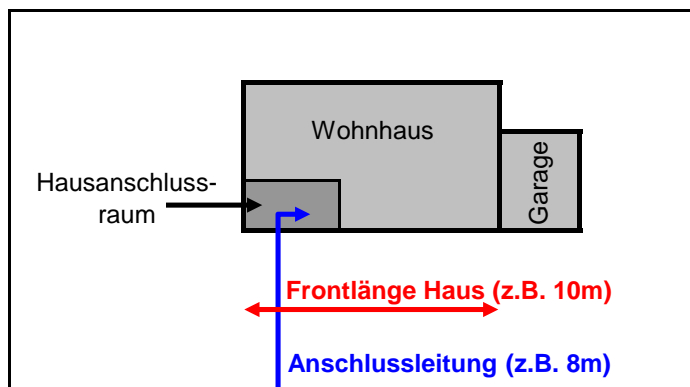 Wohnhaus
Hausanschluss-
raum
Garage
Frontlänge Haus (z.B. 10m)
Anschlussleitung (z.B. 8m)